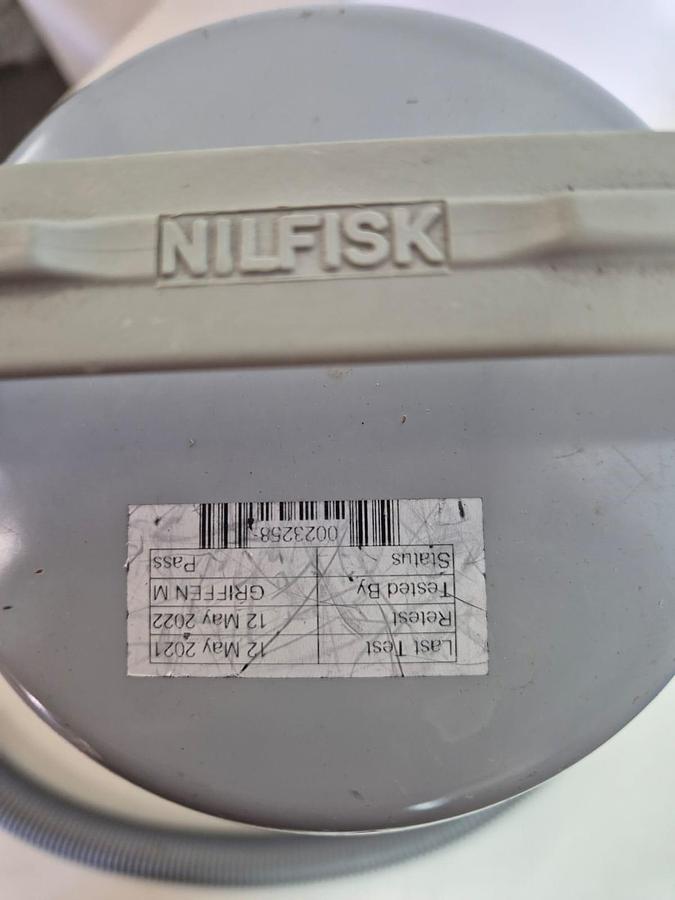 NILFISK
Last Test 12 May 2021
Retest 12 May 2022
Tested By GRIFFEN M
Status Pass
0023258-